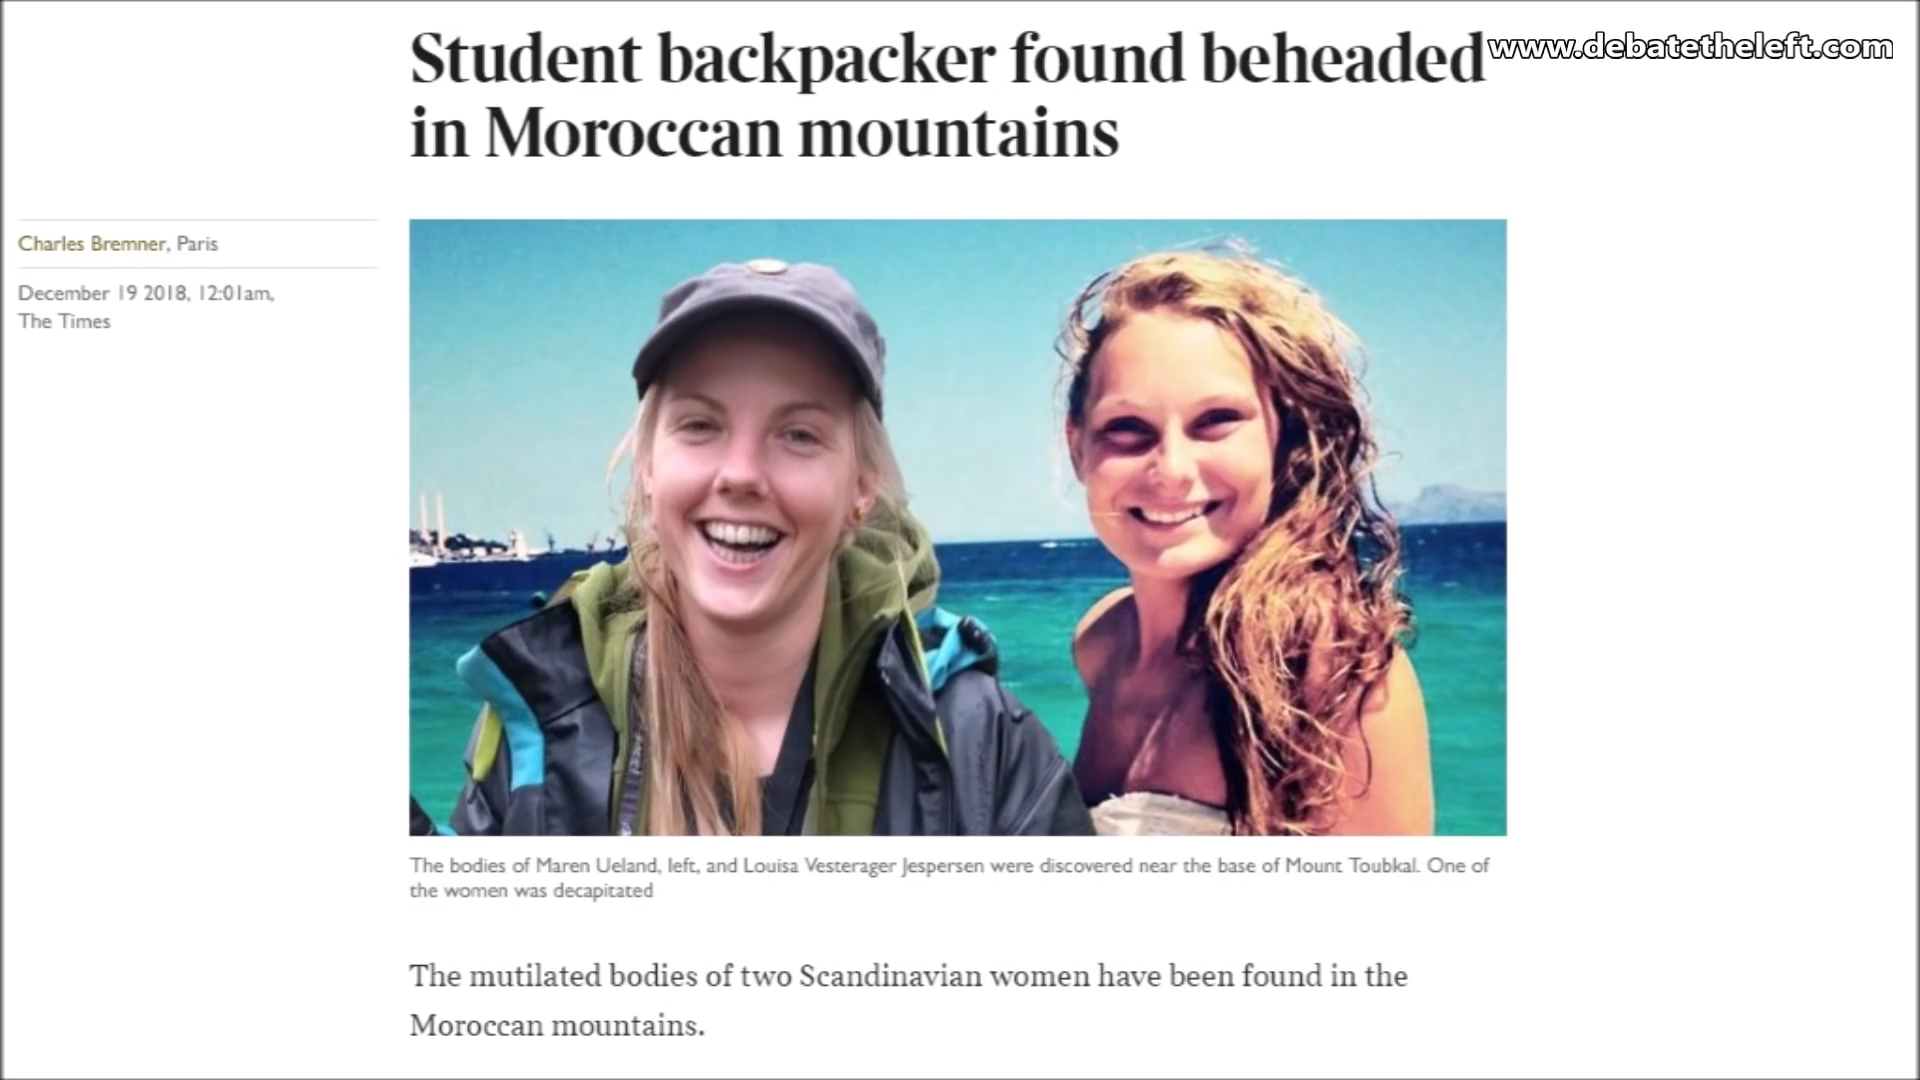 Student backpacker found beheaded
in Moroccan mountains
www.debatetheleft.com
Charles Bremner, Paris
December 19 2018, 12:01am,
The Times
The bodies of Maren Ueland, left, and Louisa Vesterager Jespersen were discovered near the base of Mount Toubkal. One of
the women was decapitated
The mutilated bodies of two Scandinavian women have been found in the
Moroccan mountains.